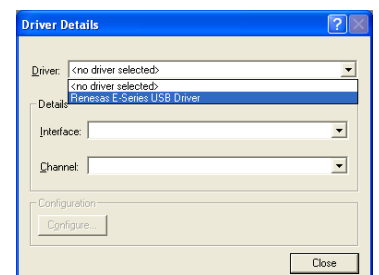 Driver Details
Driver: <no driver selected>
<no driver selected>
Renesas E-Series USB Driver
Details
Interface:
Channel:
Configuration
Configure...
Close